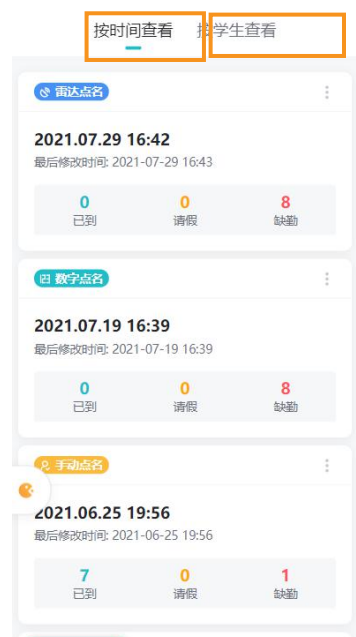 按时间查看 按学生查看
雷达点名
2021.07.29 16:42
最后修改时间: 2021-07-29 16:43
0 0 8
已到 请假 缺勤
数字点名
2021.07.19 16:39
最后修改时间: 2021-07-19 16:39
0 0 8
已到 请假 缺勤
手动点名
2021.06.25 19:56
最后修改时间: 2021-06-25 19:56
7 0 1
已到 请假 缺勤